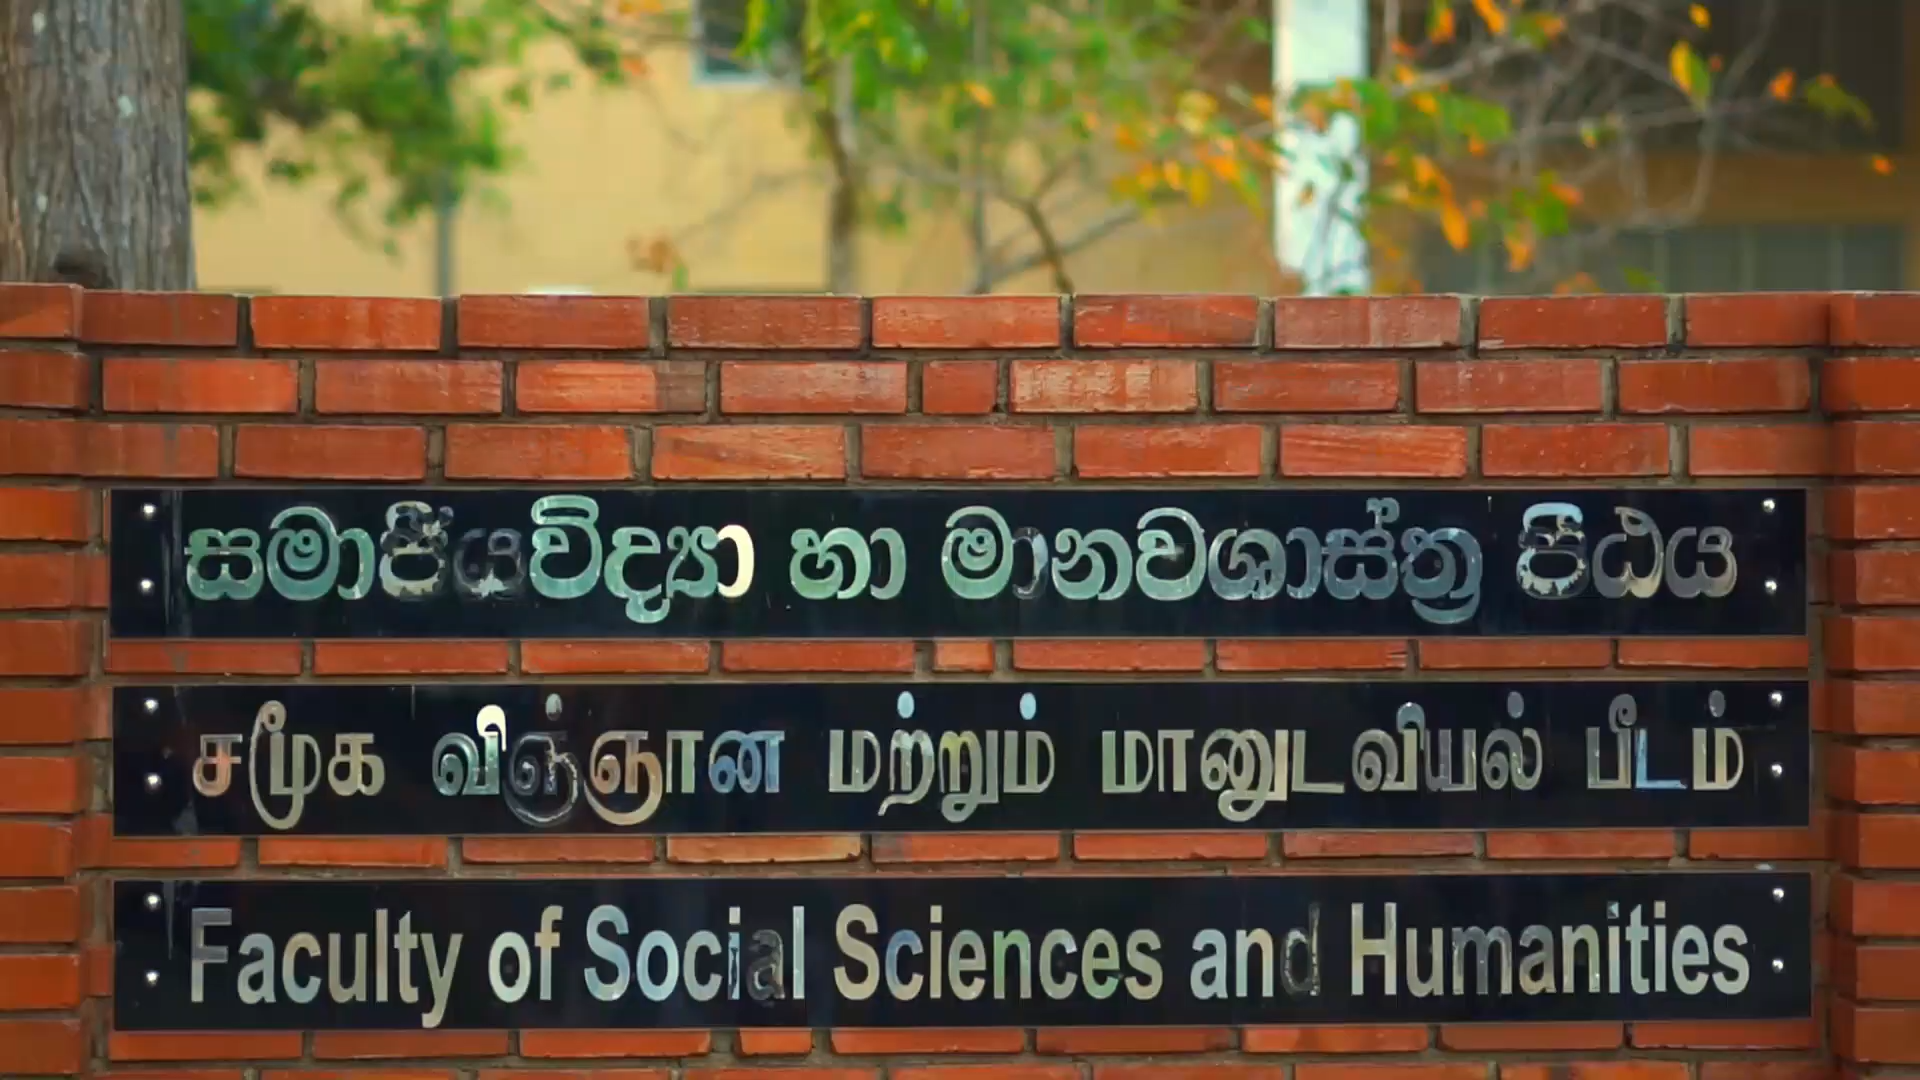 සමාජීයවිද්‍යා හා මානවශාස්ත්‍ර පීඨය
சமூக விஞ்ஞான மற்றும் மானுடவியல் பீடம்
Faculty of Social Sciences and Humanities